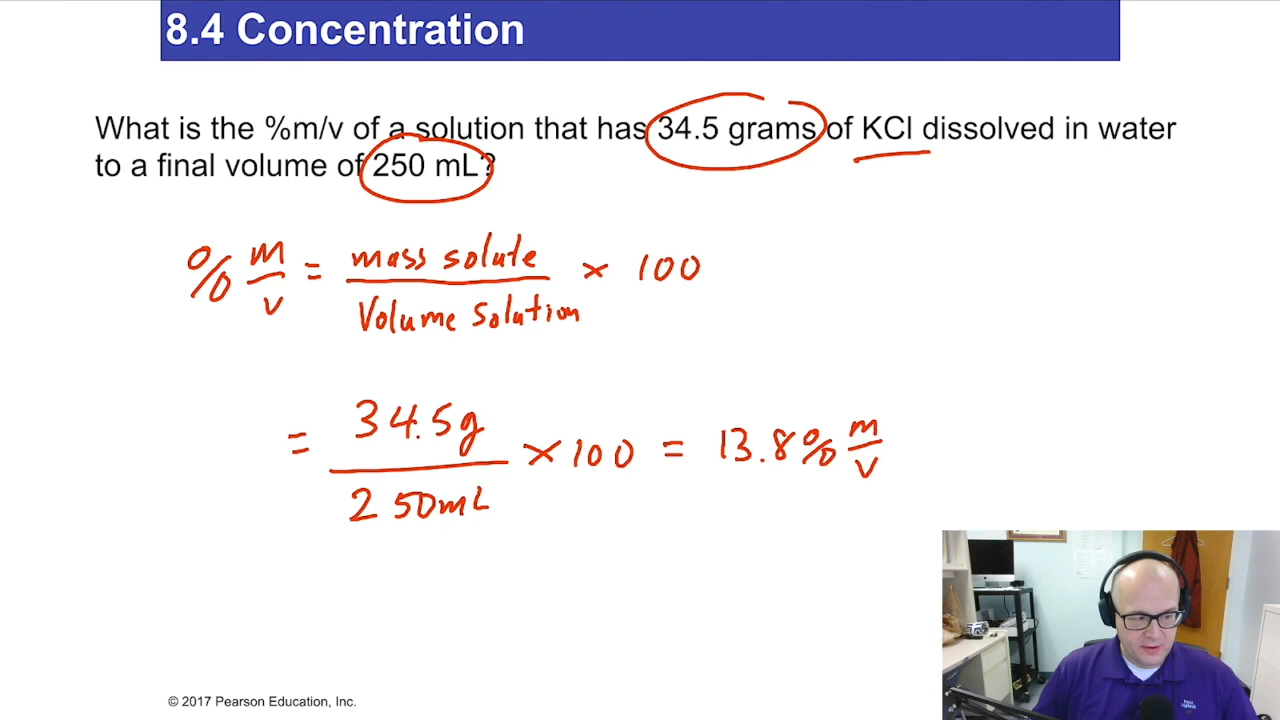 8.4 Concentration
What is the %m/v of a solution that has 34.5 grams of KCl dissolved in water
to a final volume of 250 mL?
% m/v = mass solute / Volume Solution × 100
= 34.5g / 250mL × 100 = 13.8% m/v
© 2017 Pearson Education, Inc.